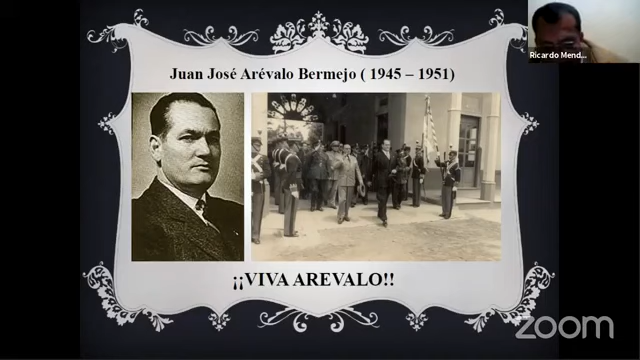 Ricardo Mend...
Juan José Arévalo Bermejo ( 1945 – 1951)
¡¡VIVA AREVALO!!
zoom